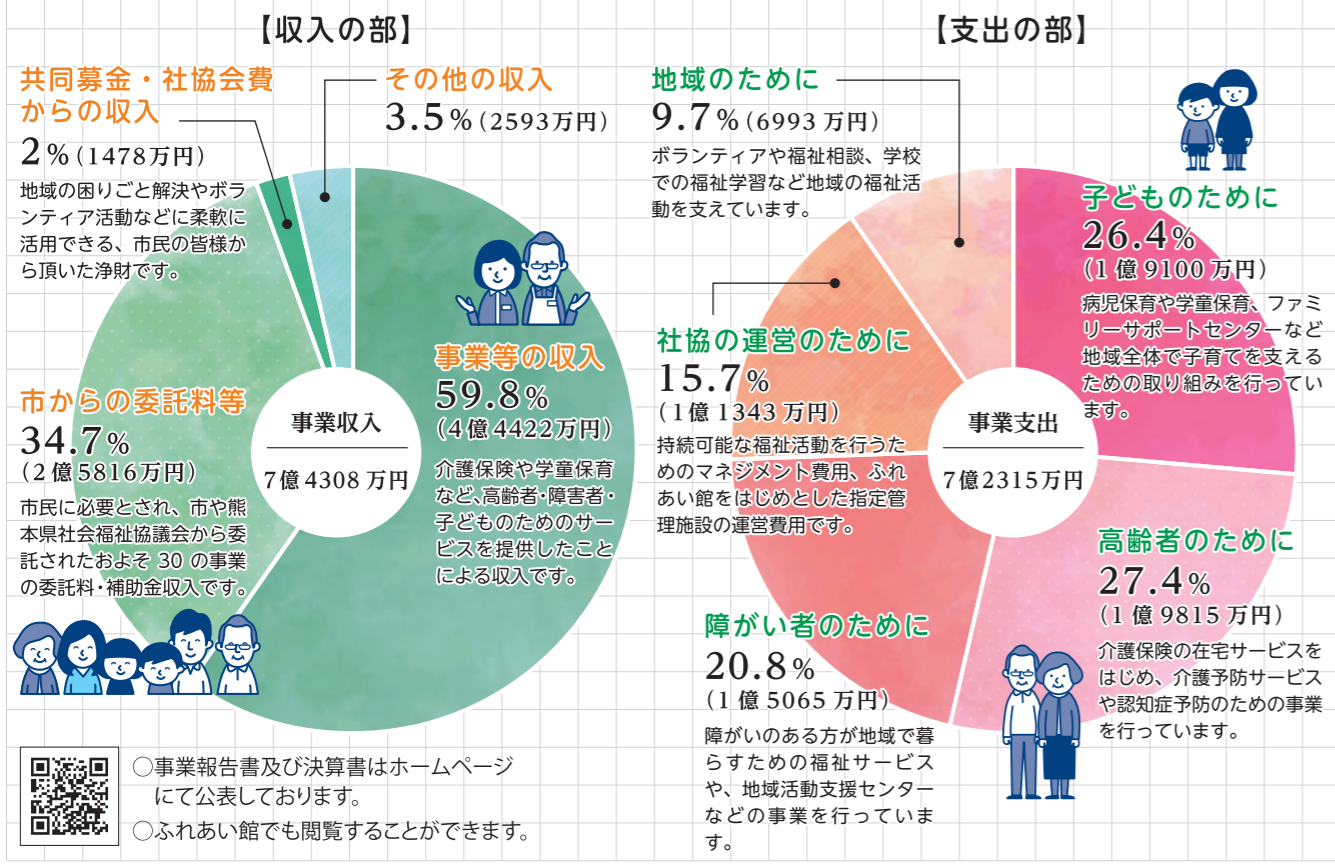 【収入の部】
共同募金・社協会費
からの収入
2%(1478万円)
地域の困りごと解決やボラ
ンティア活動などに柔軟に
活用できる、市民の皆様か
ら頂いた浄財です。
その他の収入
3.5%(2593万円)
事業等の収入
59.8%
(4億4422万円)
介護保険や学童保育
など、高齢者・障害者・
子どものためのサー
ビスを提供したこと
による収入です。
市からの委託料等
34.7%
(2億5816万円)
市民に必要とされ、市や熊
本県社会福祉協議会から委
託されたおよそ 30 の事業
の委託料・補助金収入です。
事業収入
7億4308万円
○事業報告書及び決算書はホームページ
にて公表しております。
○ふれあい館でも閲覧することができます。
【支出の部】
地域のために
9.7%(6993万円)
ボランティアや福祉相談、学校
での福祉学習など地域の福祉活
動を支えています。
子どものために
26.4%
(1億9100万円)
病児保育や学童保育、ファミ
リーサポートセンターなど
地域全体で子育てを支える
ための取り組みを行ってい
ます。
社協の運営のために
15.7%
(1億1343万円)
持続可能な福祉活動を行うた
めのマネジメント費用、ふれ
あい館をはじめとした指定管
理施設の運営費用です。
事業支出
7億2315万円
高齢者のために
27.4%
(1億9815万円)
介護保険の在宅サービスを
はじめ、介護予防サービス
や認知症予防のための事業
を行っています。
障がい者のために
20.8%
(1億5065万円)
障がいのある方が地域で暮
らすための福祉サービス
や、地域活動支援センター
などの事業を行っていま
す。